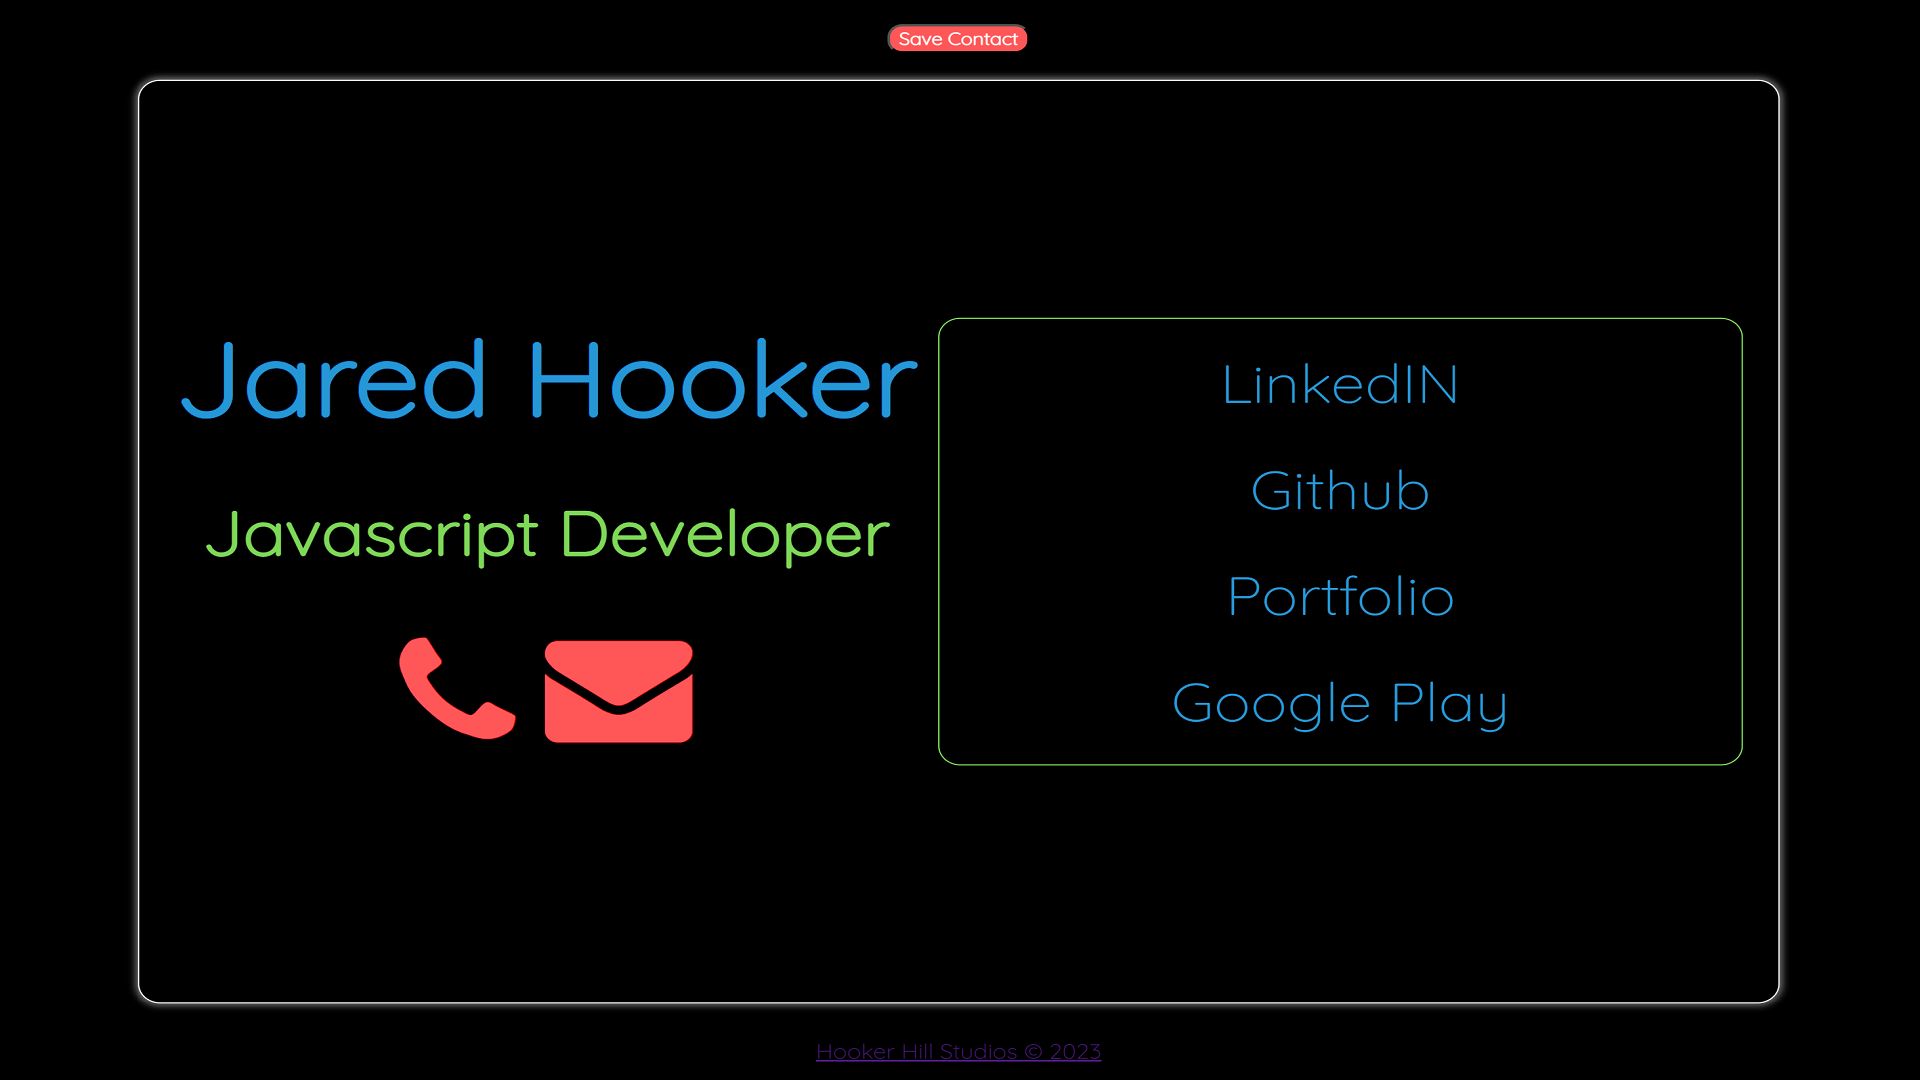 Save Contact
Jared Hooker
Javascript Developer
LinkedIN
Github
Portfolio
Google Play
Hooker Hill Studios © 2023